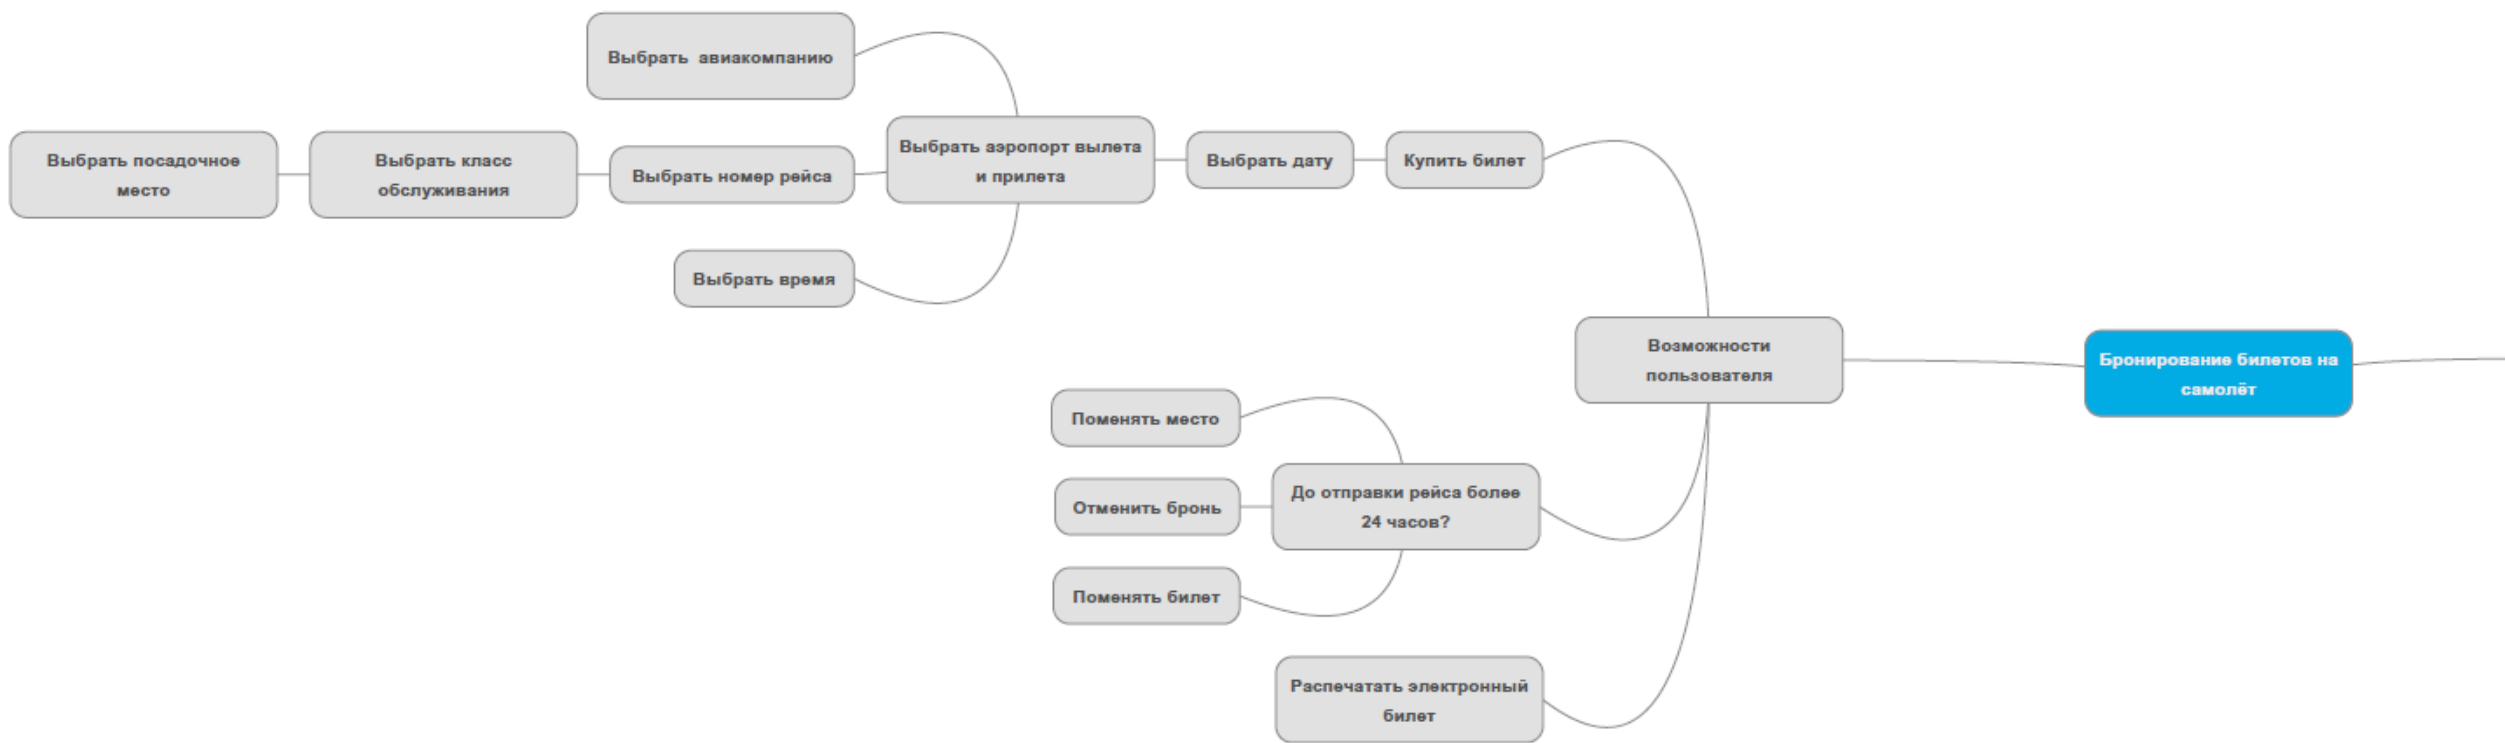 Выбрать авиакомпанию
Выбрать посадочное
место
Выбрать класс
обслуживания
Выбрать номер рейса
Выбрать аэропорт вылета
и прилета
Выбрать дату
Купить билет
Выбрать время
Возможности
пользователя
Бронирование билетов на
самолёт
Поменять место
До отправки рейса более
24 часов?
Отменить бронь
Поменять билет
Распечатать электронный
билет